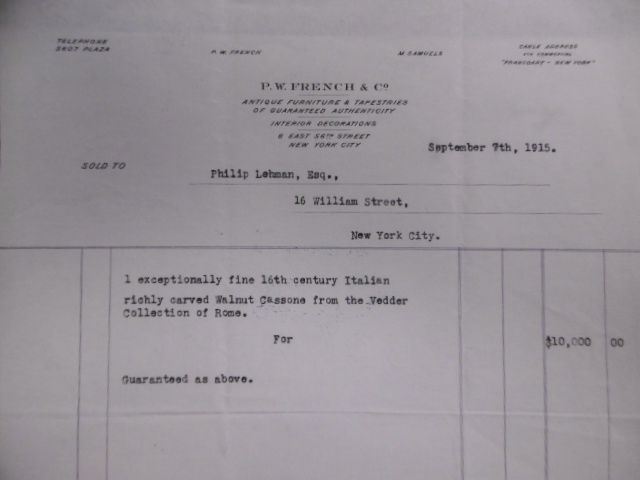 TELEPHONE
5907 PLAZA
P. W. FRENCH
M. SAMUELS
CABLE ADDRESS
"FRENCART - NEW YORK"
P. W. FRENCH & Cº
ANTIQUE FURNITURE & TAPESTRIES
OF GUARANTEED AUTHENTICITY
INTERIOR DECORATIONS
6 EAST 56TH STREET
NEW YORK CITY
September 7th, 1915.
SOLD TO
Philip Lehman, Esq.,
16 William Street,
New York City.
1 exceptionally fine 16th century Italian
richly carved Walnut Cassone from the Vedder
Collection of Rome.
For $10,000 00
Guaranteed as above.